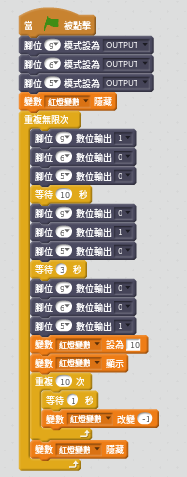 當 被點擊
腳位 9 模式設為 OUTPUT
腳位 6 模式設為 OUTPUT
腳位 5 模式設為 OUTPUT
變數 紅燈變數 隱藏
重複無限次
腳位 9 數位輸出 1
腳位 6 數位輸出 0
腳位 5 數位輸出 0
等待 10 秒
腳位 9 數位輸出 0
腳位 6 數位輸出 1
腳位 5 數位輸出 0
等待 3 秒
腳位 9 數位輸出 0
腳位 6 數位輸出 0
腳位 5 數位輸出 1
變數 紅燈變數 設為 10
變數 紅燈變數 顯示
重複 10 次
等待 1 秒
變數 紅燈變數 改變 -1
變數 紅燈變數 隱藏